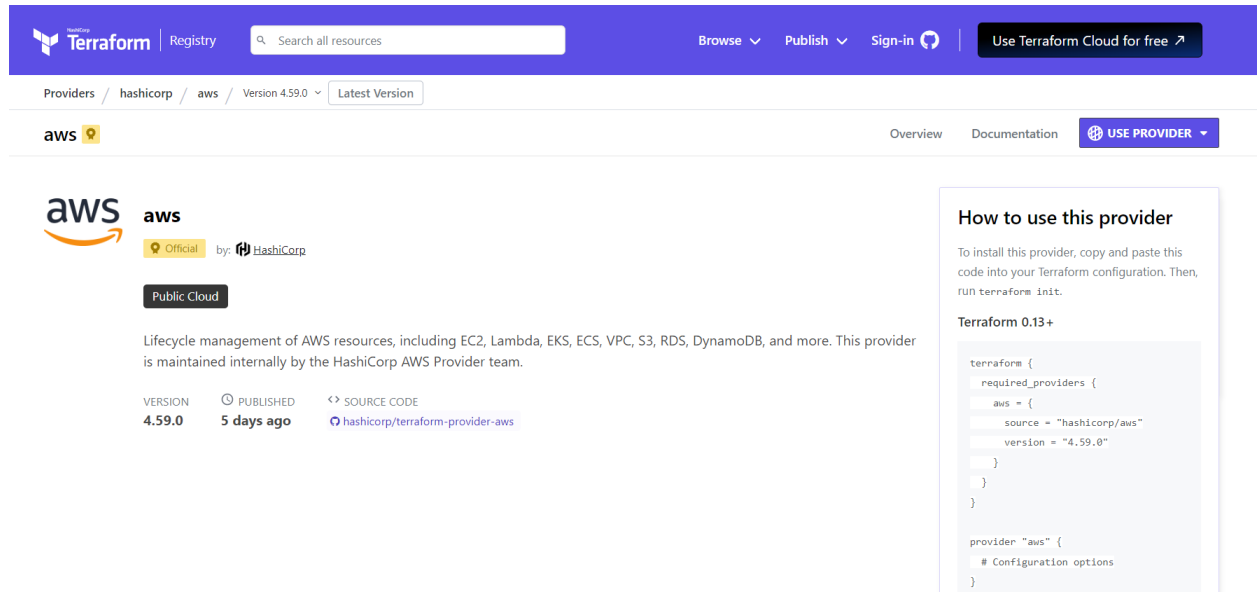 HashiCorp
Terraform Registry Search all resources Browse Publish Sign-in Use Terraform Cloud for free
Providers / hashicorp / aws / Version 4.59.0 Latest Version
aws Overview Documentation USE PROVIDER
aws
aws
Official by: HashiCorp
Public Cloud
Lifecycle management of AWS resources, including EC2, Lambda, EKS, ECS, VPC, S3, RDS, DynamoDB, and more. This provider
is maintained internally by the HashiCorp AWS Provider team.
VERSION PUBLISHED SOURCE CODE
4.59.0 5 days ago hashicorp/terraform-provider-aws
How to use this provider
To install this provider, copy and paste this
code into your Terraform configuration. Then,
run terraform init.
Terraform 0.13+
terraform {
  required_providers {
    aws = {
      source = "hashicorp/aws"
      version = "4.59.0"
    }
  }
}

provider "aws" {
  # Configuration options
}